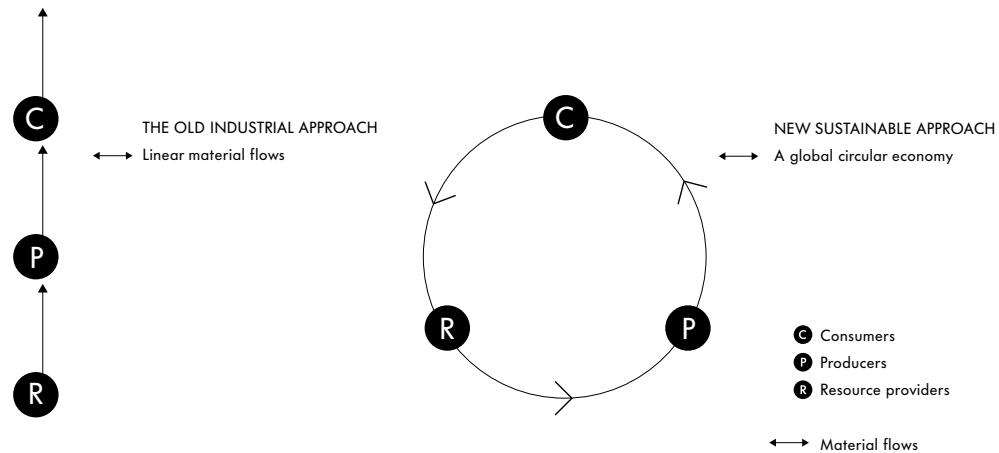 C
P
R
THE OLD INDUSTRIAL APPROACH
Linear material flows
C
R
P
NEW SUSTAINABLE APPROACH
A global circular economy
C Consumers
P Producers
R Resource providers
Material flows